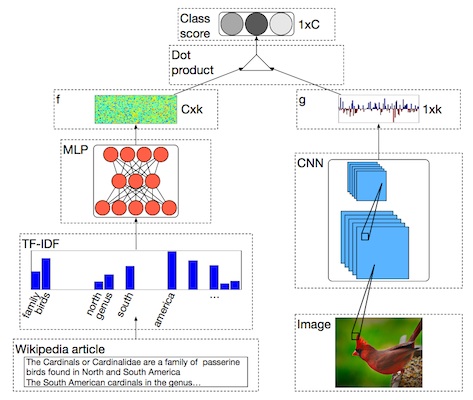 Class
score
1xC
Dot
product
f
Cxk
g
1xk
MLP
CNN
TF-IDF
family
birds
north
genus
south
america
...
Wikipedia article
The Cardinals or Cardinalidae are a family of passerine
birds found in North and South America
The South American cardinals in the genus...
Image